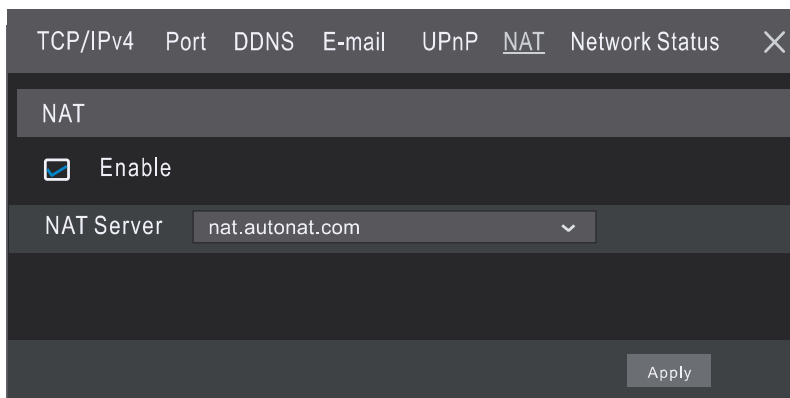 TCP/IPv4 Port DDNS E-mail UPnP NAT Network Status
NAT
Enable
NAT Server nat.autonat.com
Apply